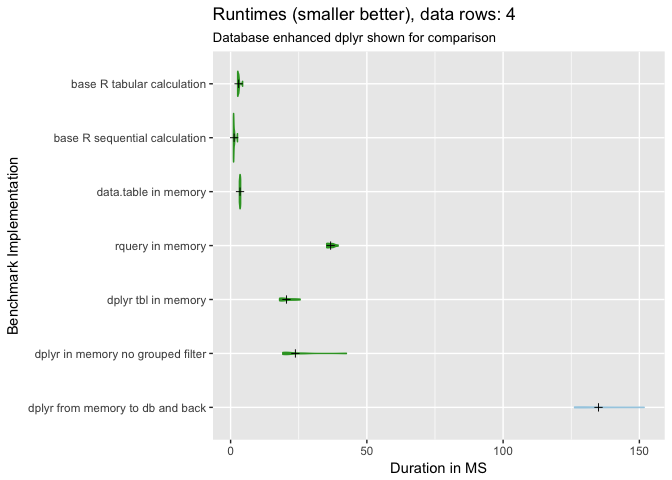 Runtimes (smaller better), data rows: 4
Database enhanced dplyr shown for comparison
Benchmark Implementation
base R tabular calculation
base R sequential calculation
data.table in memory
rquery in memory
dplyr tbl in memory
dplyr in memory no grouped filter
dplyr from memory to db and back
0 50 100 150
Duration in MS